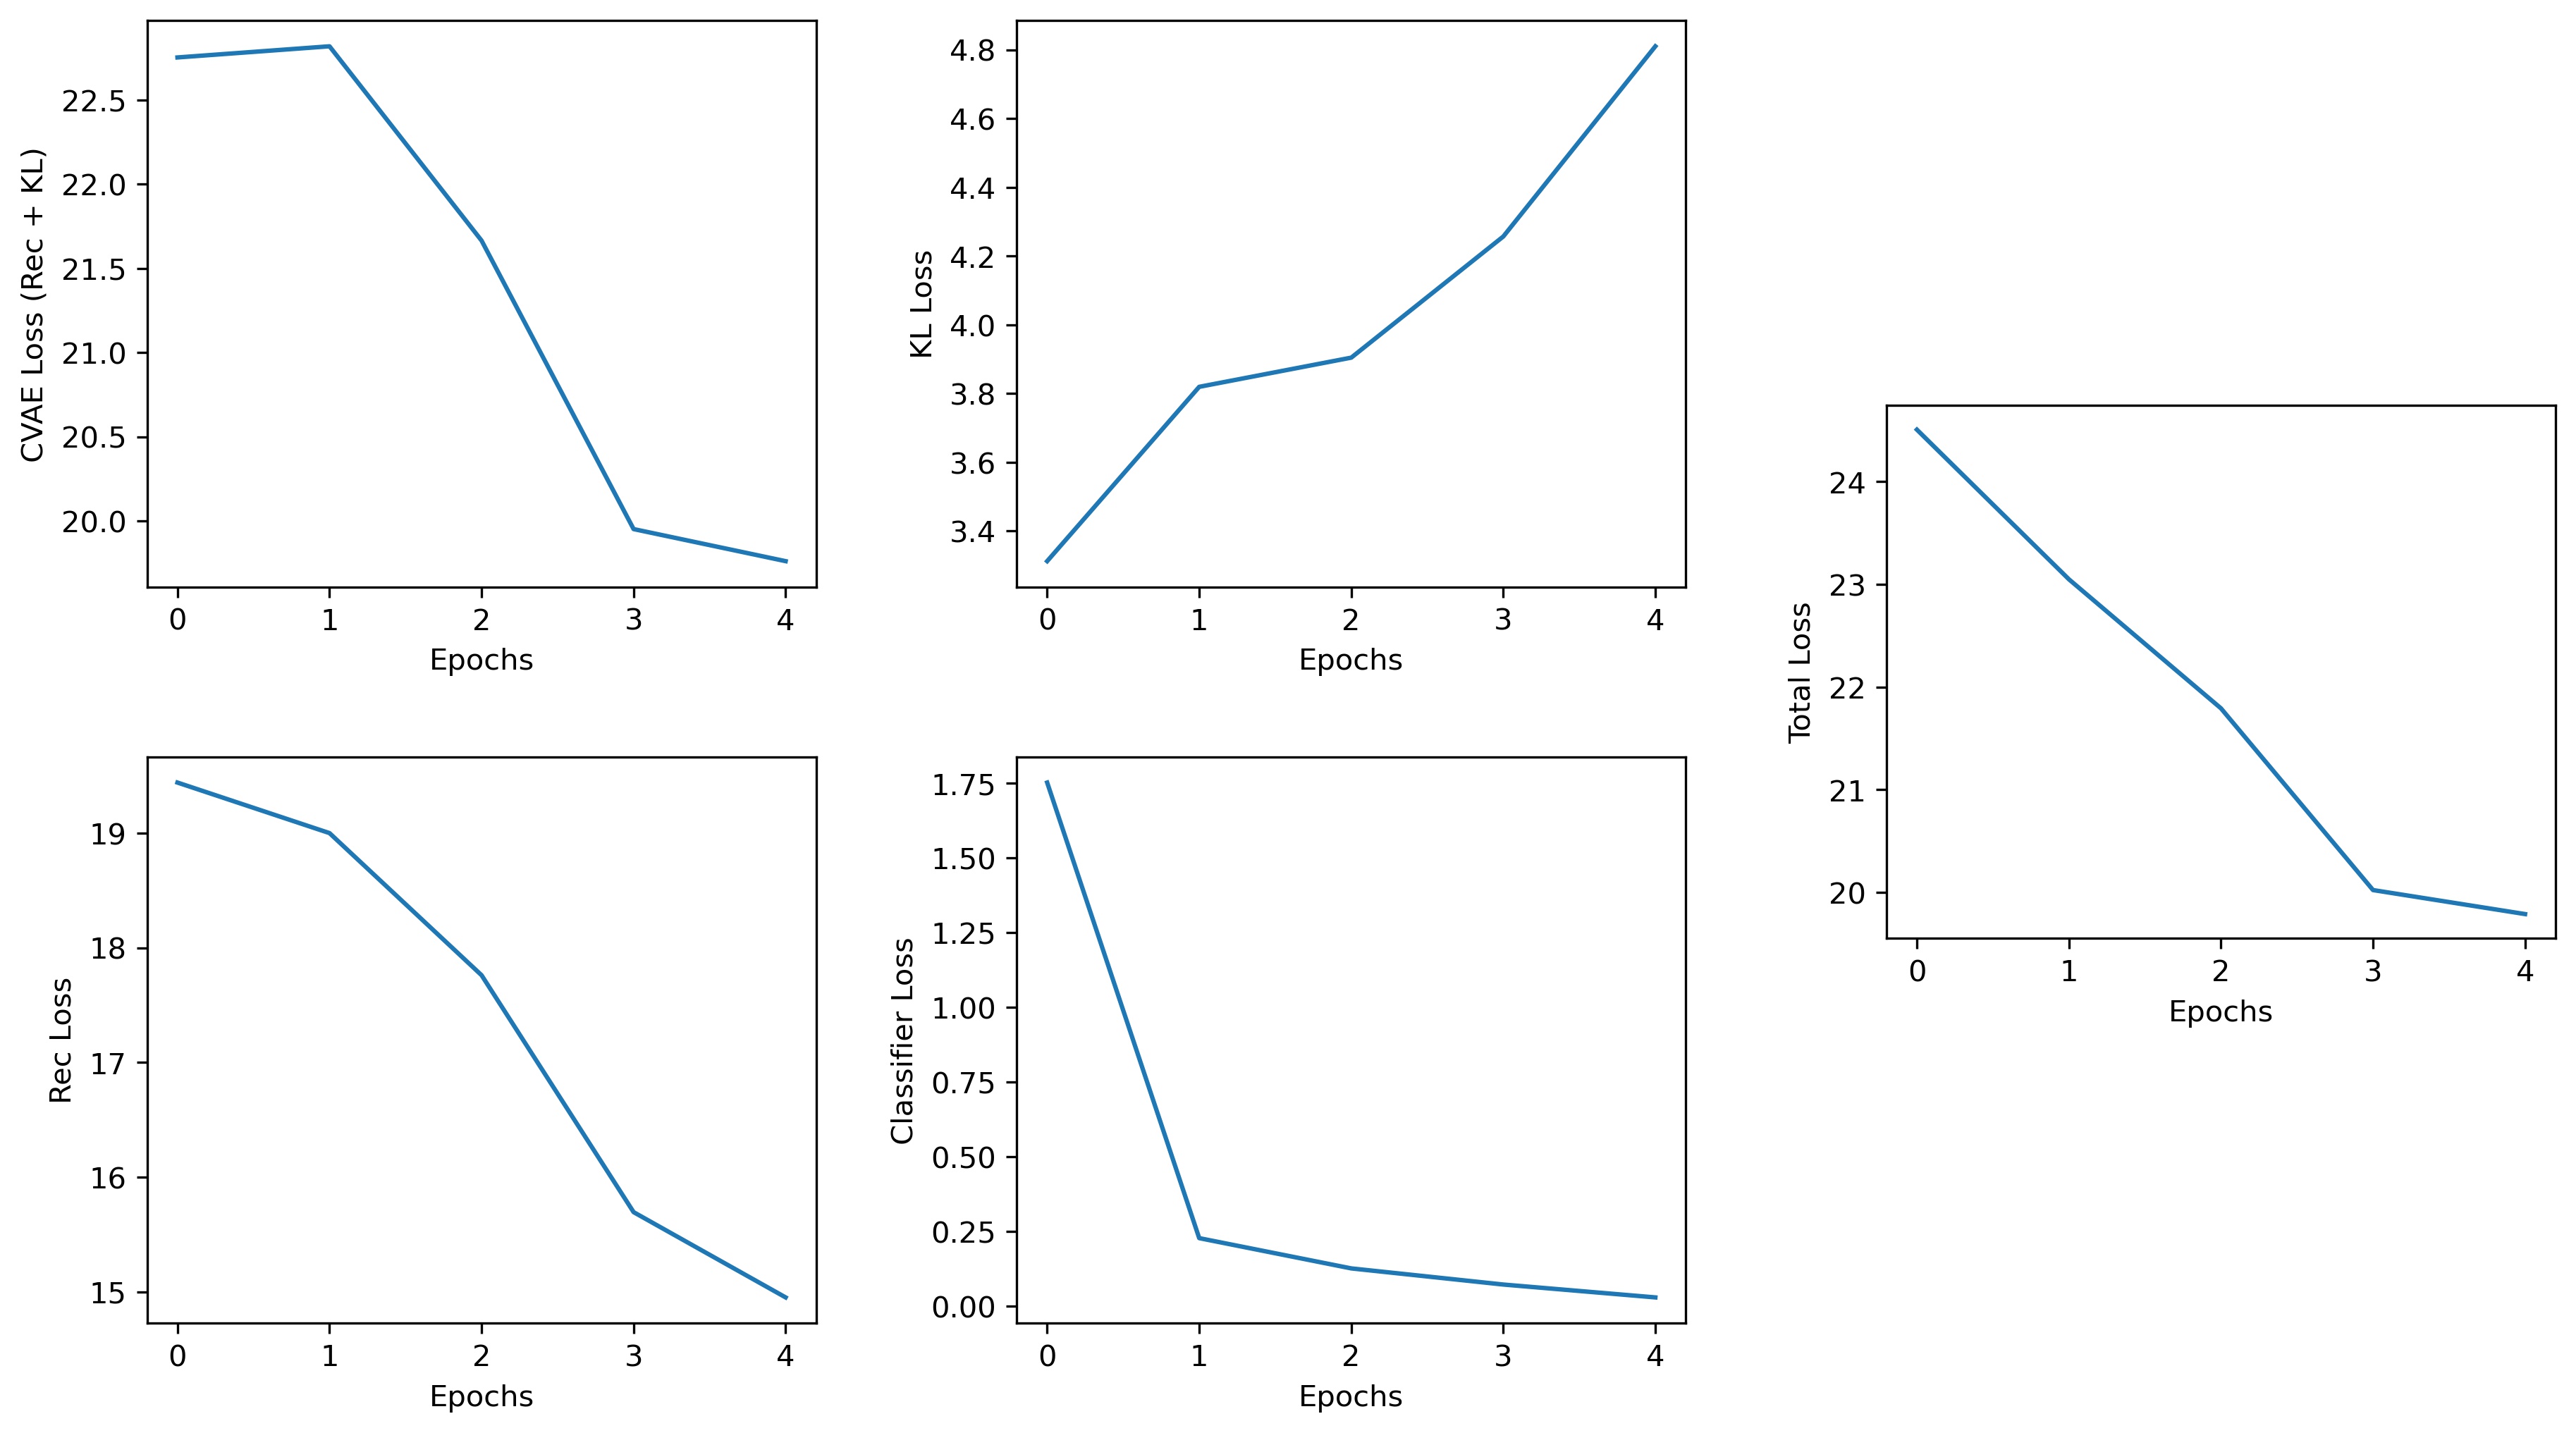 CVAE Loss (Rec + KL)
22.5
22.0
21.5
21.0
20.5
20.0
0 1 2 3 4
Epochs
KL Loss
4.8
4.6
4.4
4.2
4.0
3.8
3.6
3.4
0 1 2 3 4
Epochs
Rec Loss
19
18
17
16
15
0 1 2 3 4
Epochs
Classifier Loss
1.75
1.50
1.25
1.00
0.75
0.50
0.25
0.00
0 1 2 3 4
Epochs
Total Loss
24
23
22
21
20
0 1 2 3 4
Epochs